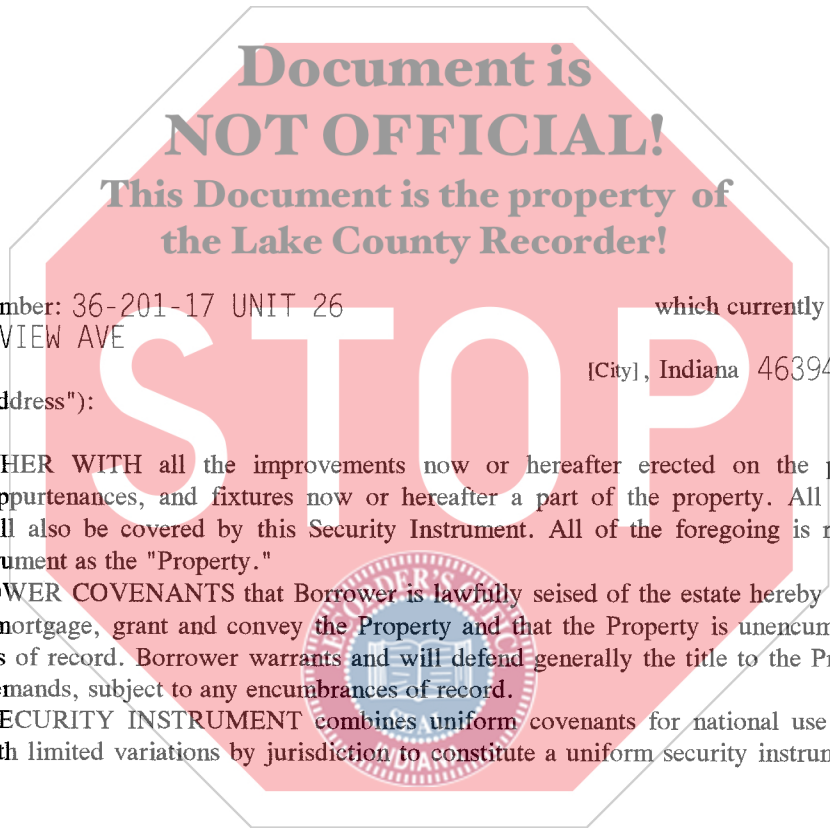 Document is
NOT OFFICIAL!
This Document is the property of
the Lake County Recorder!
mber: 36-201-17 UNIT 26 which currently
VIEW AVE
[City], Indiana 46394
ddress"):
STOP
HER WITH all the improvements now or hereafter erected on the p
ppurtenances, and fixtures now or hereafter a part of the property. All
ll also be covered by this Security Instrument. All of the foregoing is r
ument as the "Property."
WER COVENANTS that Borrower is lawfully seised of the estate hereby
mortgage, grant and convey the Property and that the Property is unencum
s of record. Borrower warrants and will defend generally the title to the Pr
emands, subject to any encumbrances of record.
ECURITY INSTRUMENT combines uniform covenants for national use
th limited variations by jurisdiction to constitute a uniform security instrum
SEAL
INDIANA